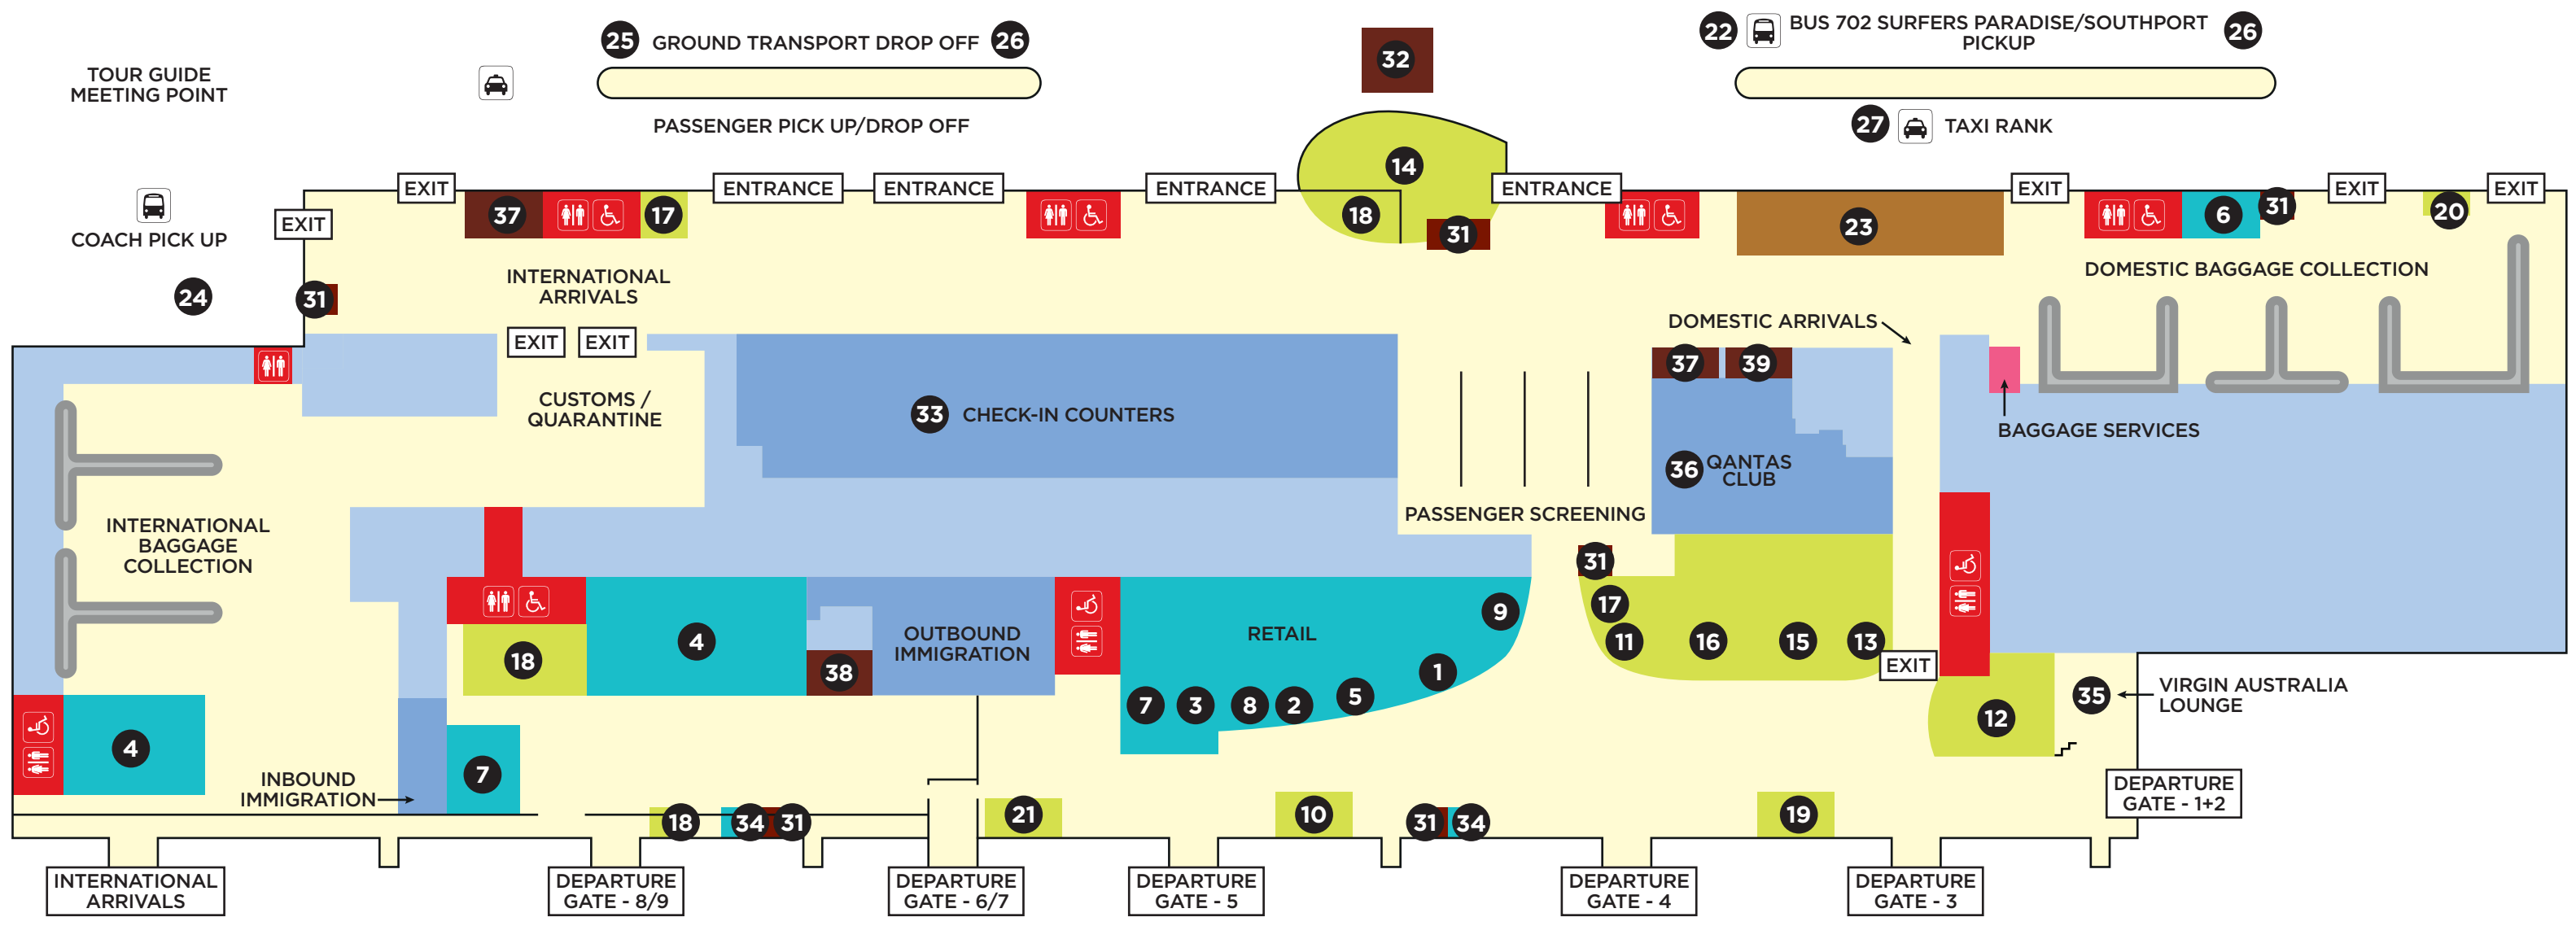 25 GROUND TRANSPORT DROP OFF 26
32
22 BUS 702 SURFERS PARADISE/SOUTHPORT 26
PICKUP
TOUR GUIDE
MEETING POINT
PASSENGER PICK UP/DROP OFF
27 TAXI RANK
14
EXIT
ENTRANCE
ENTRANCE
ENTRANCE
ENTRANCE
EXIT
EXIT
EXIT
COACH PICK UP
EXIT
37
17
18
31
23
6
31
20
24
31
INTERNATIONAL
ARRIVALS
DOMESTIC BAGGAGE COLLECTION
EXIT
EXIT
DOMESTIC ARRIVALS
37
39
CUSTOMS /
QUARANTINE
33 CHECK-IN COUNTERS
BAGGAGE SERVICES
36 QANTAS
CLUB
PASSENGER SCREENING
INTERNATIONAL
BAGGAGE
COLLECTION
31
18
4
38
OUTBOUND
IMMIGRATION
RETAIL
9
1
7
3
8
2
5
17
11
16
15
13
EXIT
12
35
VIRGIN AUSTRALIA
LOUNGE
4
INBOUND
IMMIGRATION
7
DEPARTURE
GATE - 1+2
18
34
31
21
10
31
34
19
INTERNATIONAL
ARRIVALS
DEPARTURE
GATE - 8/9
DEPARTURE
GATE - 6/7
DEPARTURE
GATE - 5
DEPARTURE
GATE - 4
DEPARTURE
GATE - 3